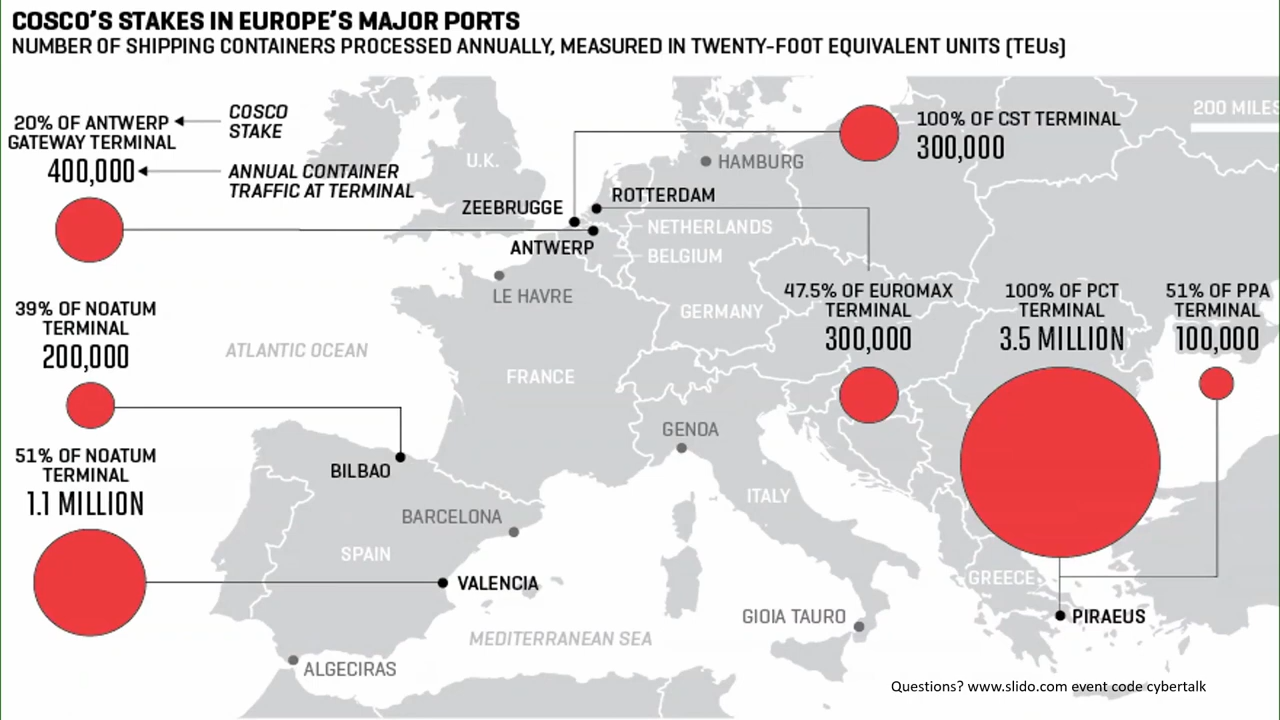 COSCO'S STAKES IN EUROPE'S MAJOR PORTS
NUMBER OF SHIPPING CONTAINERS PROCESSED ANNUALLY, MEASURED IN TWENTY-FOOT EQUIVALENT UNITS (TEUs)
20% OF ANTWERP
GATEWAY TERMINAL
400,000
COSCO
STAKE
ANNUAL CONTAINER
TRAFFIC AT TERMINAL
U.K.
HAMBURG
100% OF CST TERMINAL
300,000
200 MILES
ZEEBRUGGE
ROTTERDAM
NETHERLANDS
ANTWERP
BELGIUM
LE HAVRE
GERMANY
39% OF NOATUM
TERMINAL
200,000
ATLANTIC OCEAN
FRANCE
47.5% OF EUROMAX
TERMINAL
300,000
100% OF PCT
TERMINAL
3.5 MILLION
51% OF PPA
TERMINAL
100,000
51% OF NOATUM
TERMINAL
1.1 MILLION
BILBAO
GENOA
ITALY
BARCELONA
SPAIN
VALENCIA
GREECE
PIRAEUS
GIOIA TAURO
MEDITERRANEAN SEA
ALGECIRAS
Questions? www.slido.com event code cybertalk